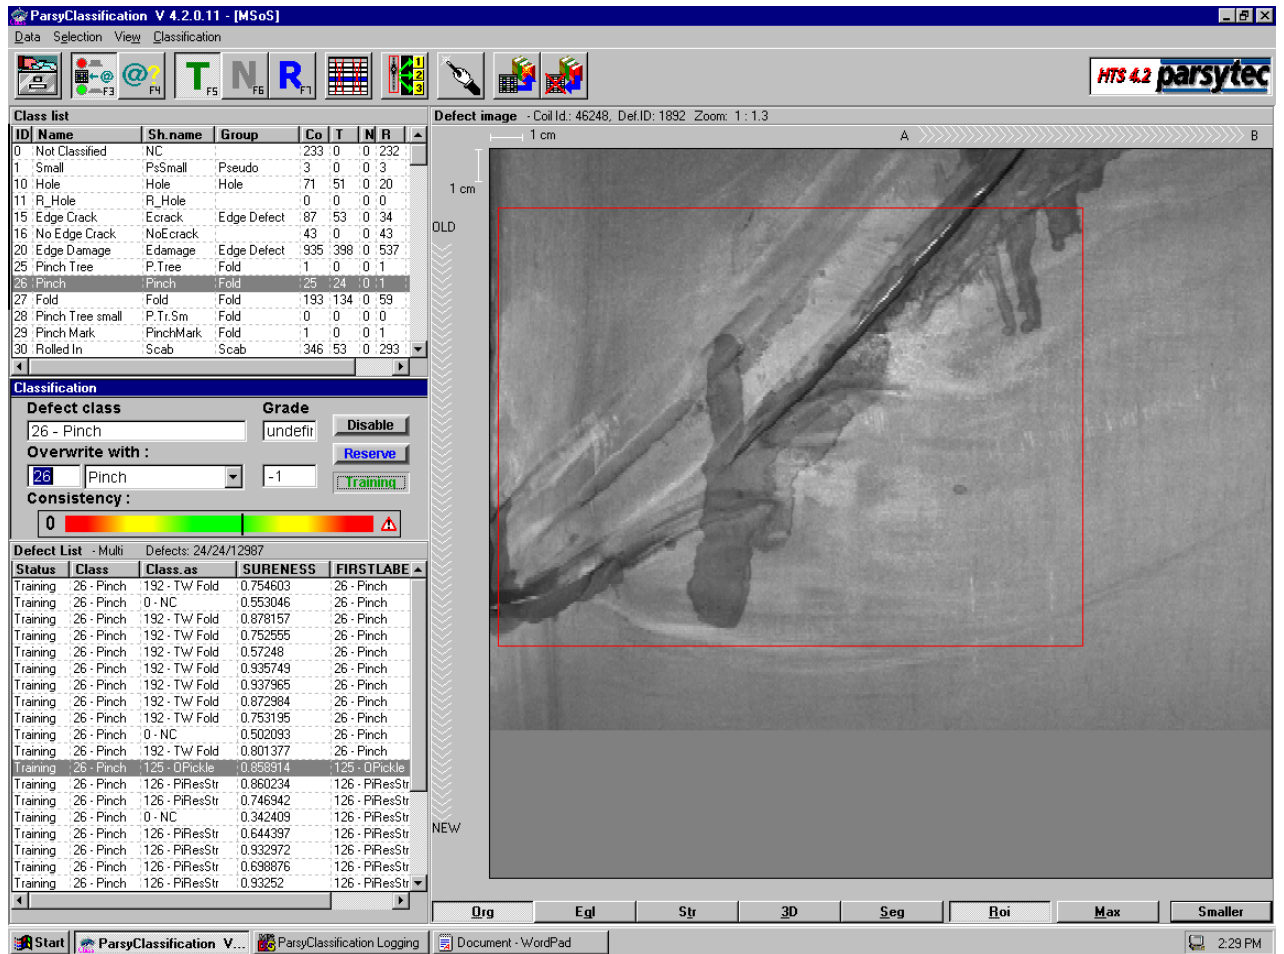 ParsyClassification V 4.2.0.11 - [MSoS]
Data Selection View Classification
F3 F4 T F5 N F6 R F7 1 2 3
HTS 4.2 parsytec
Class list
ID Name Sh.name Group Co T N R
0 Not Classified NC 233 0 0 232
1 Small PsSmall Pseudo 3 0 0 3
10 Hole Hole Hole 71 51 0 20
11 R_Hole R_Hole 0 0 0 0
15 Edge Crack Ecrack Edge Defect 87 53 0 34
16 No Edge Crack NoEcrack 43 0 0 43
20 Edge Damage Edamage Edge Defect 935 398 0 537
25 Pinch Tree P.Tree Fold 1 0 0 1
26 Pinch Pinch Fold 25 24 0 1
27 Fold Fold Fold 193 134 0 59
28 Pinch Tree small P.Tr.Sm Fold 0 0 0 0
29 Pinch Mark PinchMark Fold 1 0 0 1
30 Rolled In Scab Scab 346 53 0 293
Classification
Defect class Grade
26 - Pinch undefir Disable
Overwrite with : Reserve
26 Pinch -1 Training
Consistency :
0
Defect List - Multi Defects: 24/24/12987
Status Class Class.as SURENESS FIRSTLABE
Training 26 - Pinch 192 - TW Fold 0.754603 26 - Pinch
Training 26 - Pinch 0 - NC 0.553046 26 - Pinch
Training 26 - Pinch 192 - TW Fold 0.878157 26 - Pinch
Training 26 - Pinch 192 - TW Fold 0.752555 26 - Pinch
Training 26 - Pinch 192 - TW Fold 0.57248 26 - Pinch
Training 26 - Pinch 192 - TW Fold 0.935749 26 - Pinch
Training 26 - Pinch 192 - TW Fold 0.937965 26 - Pinch
Training 26 - Pinch 192 - TW Fold 0.872984 26 - Pinch
Training 26 - Pinch 192 - TW Fold 0.753195 26 - Pinch
Training 26 - Pinch 0 - NC 0.502093 26 - Pinch
Training 26 - Pinch 192 - TW Fold 0.801377 26 - Pinch
Training 26 - Pinch 125 - OPickle 0.858914 125 - OPickle
Training 26 - Pinch 126 - PiResStr 0.860234 126 - PiResStr
Training 26 - Pinch 126 - PiResStr 0.746942 126 - PiResStr
Training 26 - Pinch 0 - NC 0.342409 126 - PiResStr
Training 26 - Pinch 126 - PiResStr 0.644397 126 - PiResStr
Training 26 - Pinch 126 - PiResStr 0.932972 126 - PiResStr
Training 26 - Pinch 126 - PiResStr 0.698876 126 - PiResStr
Training 26 - Pinch 126 - PiResStr 0.93252 126 - PiResStr
Defect image - Coil Id.: 46248, Def.ID: 1892 Zoom: 1 : 1.3
1 cm A B
1 cm
OLD
NEW
Org Egl Str 3D Seg Roi Max Smaller
Start ParsyClassification V... ParsyClassification Logging Document - WordPad 2:29 PM